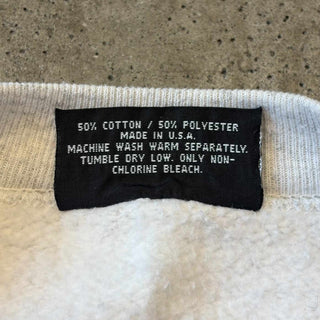 50% COTTON / 50% POLYESTER
MADE IN U.S.A.
MACHINE WASH WARM SEPARATELY.
TUMBLE DRY LOW. ONLY NON-
CHLORINE BLEACH.